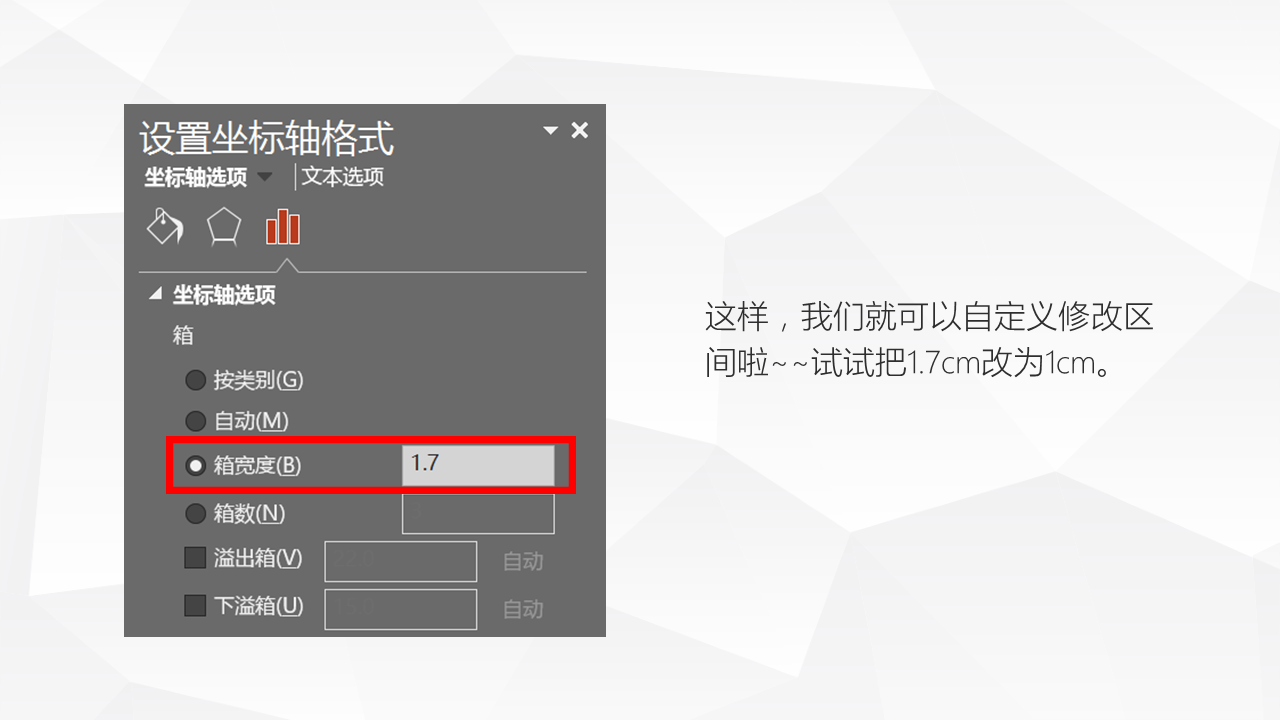 设置坐标轴格式
坐标轴选项
文本选项
坐标轴选项
箱
按类别(G)
自动(M)
箱宽度(B) 1.7
箱数(N)
溢出箱(V) 自动
下溢箱(U) 自动
这样，我们就可以自定义修改区
间啦~~试试把1.7cm改为1cm。